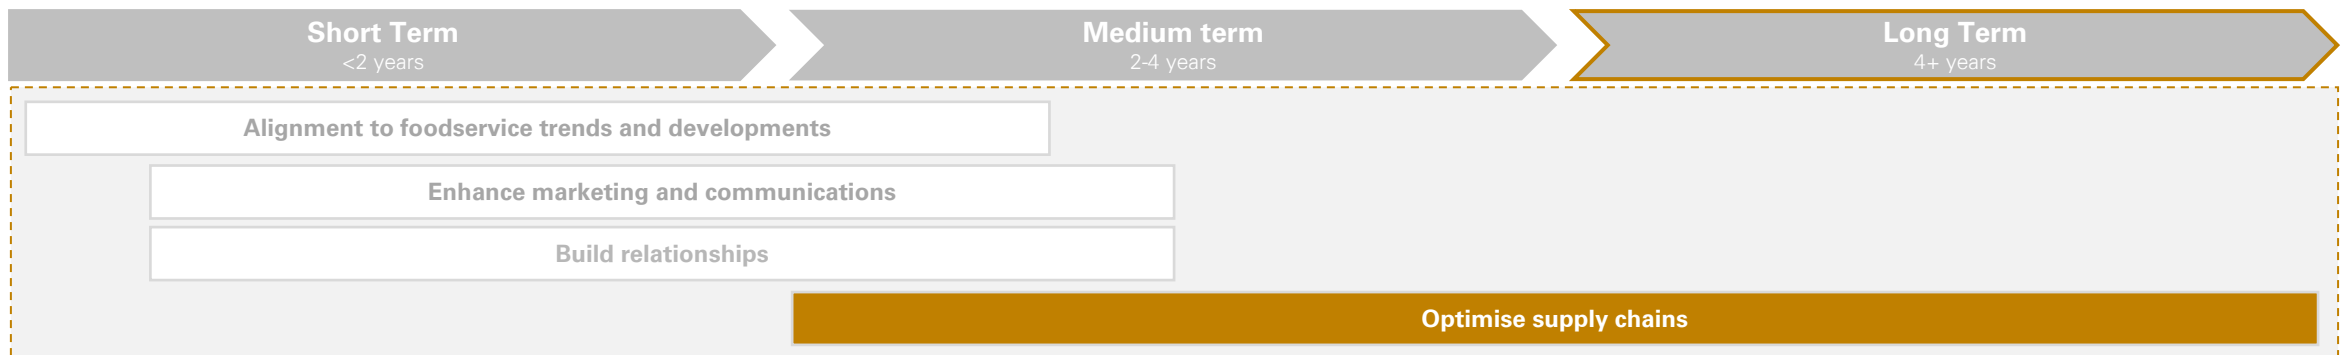 Short Term
<2 years
Medium term
2-4 years
Long Term
4+ years
Alignment to foodservice trends and developments
Enhance marketing and communications
Build relationships
Optimise supply chains